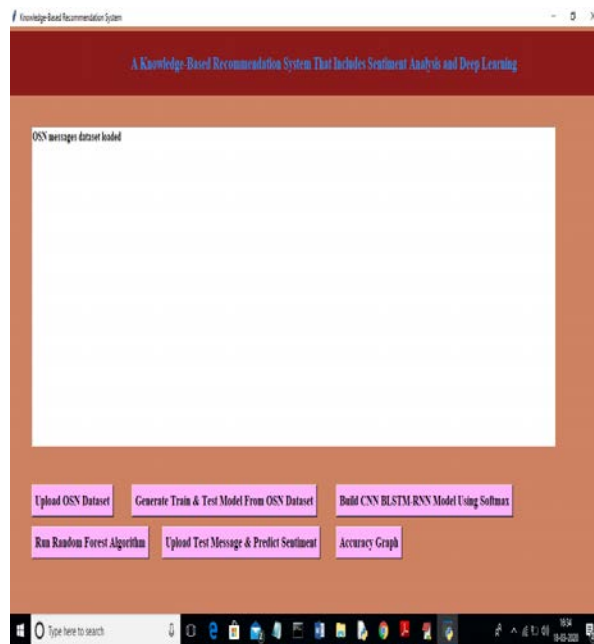 Knowledge-Based Recommendation System
A Knowledge-Based Recommendation System That Includes Sentiment Analysis and Deep Learning
OSN messages dataset loaded
Upload OSN Dataset
Generate Train & Test Model From OSN Dataset
Build CNN BLSTM-RNN Model Using Softmax
Run Random Forest Algorithm
Upload Test Message & Predict Sentiment
Accuracy Graph
Type here to search